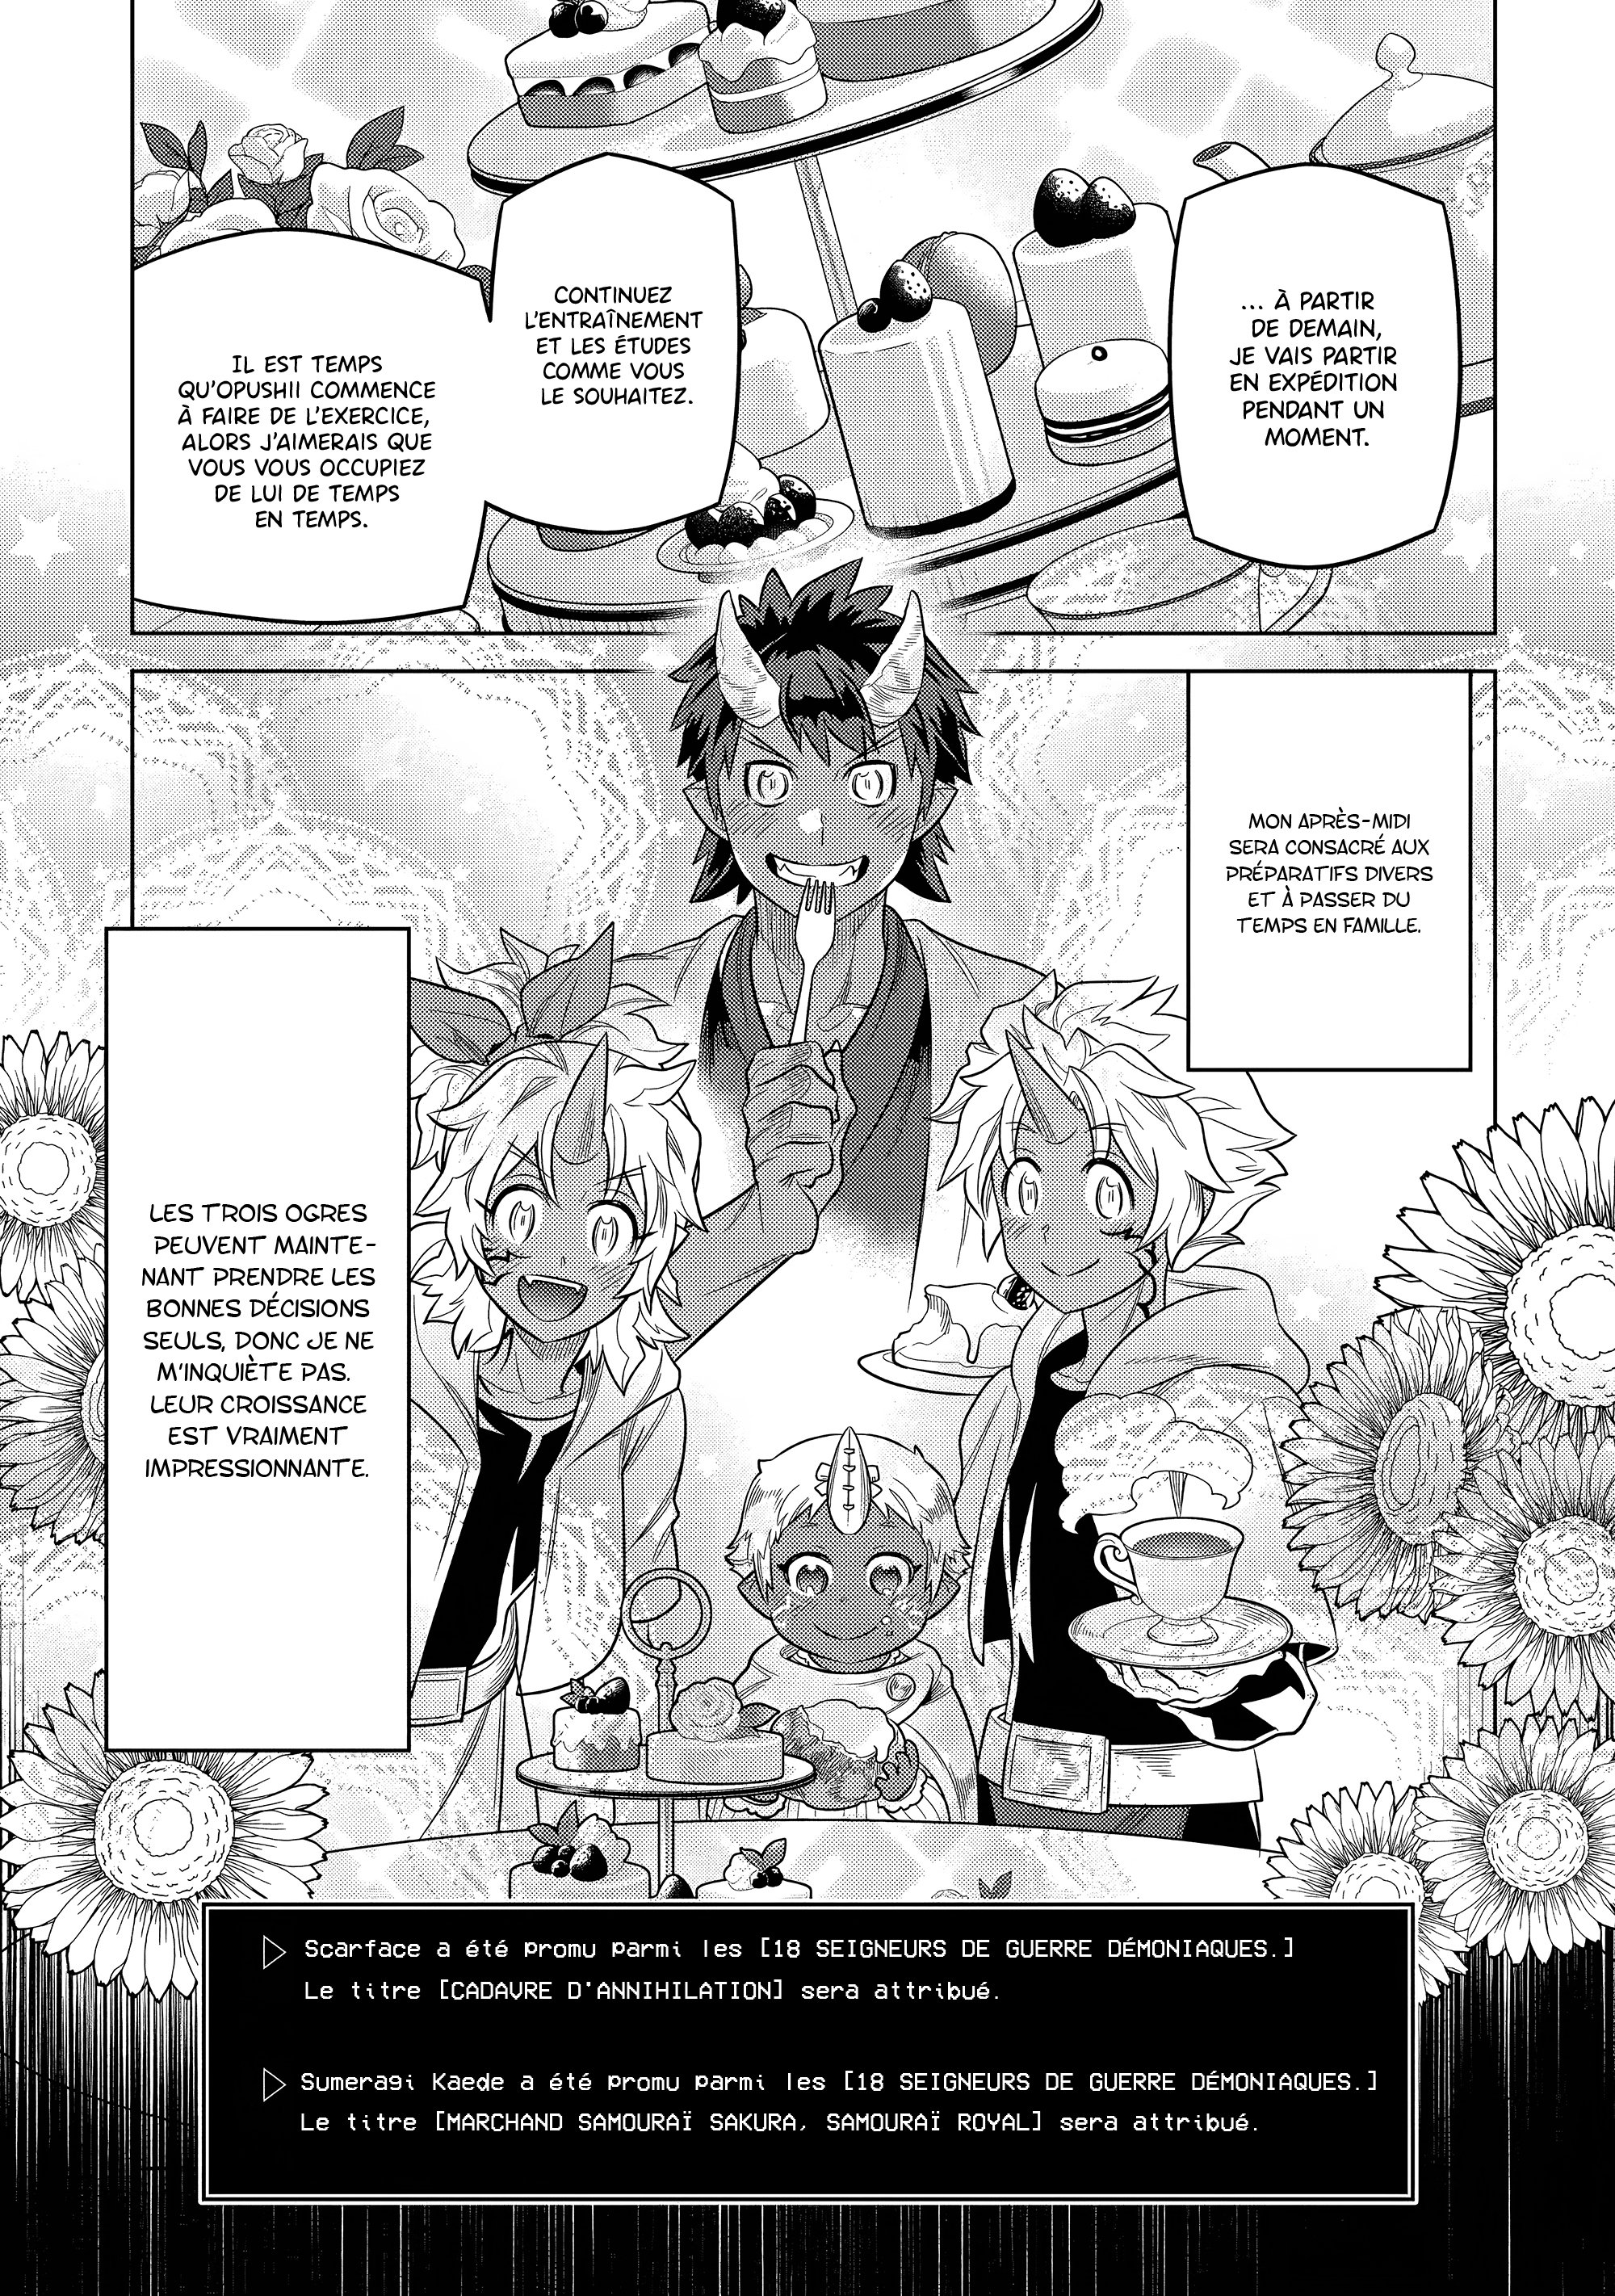 ... À PARTIR
DE DEMAIN,
JE VAIS PARTIR
EN EXPÉDITION
PENDANT UN
MOMENT.
CONTINUEZ
L'ENTRAÎNEMENT
ET LES ÉTUDES
COMME VOUS
LE SOUHAITEZ.
IL EST TEMPS
QU'OPUSHII COMMENCE
À FAIRE DE L'EXERCICE,
ALORS J'AIMERAIS QUE
VOUS VOUS OCCUPIEZ
DE LUI DE TEMPS
EN TEMPS.
MON APRÈS-MIDI
SERA CONSACRÉ AUX
PRÉPARATIFS DIVERS
ET À PASSER DU
TEMPS EN FAMILLE.
LES TROIS OGRES
PEUVENT MAINTE-
NANT PRENDRE LES
BONNES DÉCISIONS
SEULS, DONC JE NE
M'INQUIÈTE PAS.
LEUR CROISSANCE
EST VRAIMENT
IMPRESSIONNANTE.
Scarface a été promu parmi les [18 SEIGNEURS DE GUERRE DÉMONIAQUES.]
Le titre [CADAVRE D'ANNIHILATION] sera attribué.
Sumeragi Kaede a été promu parmi les [18 SEIGNEURS DE GUERRE DÉMONIAQUES.]
Le titre [MARCHAND SAMOURAÏ SAKURA, SAMOURAÏ ROYAL] sera attribué.